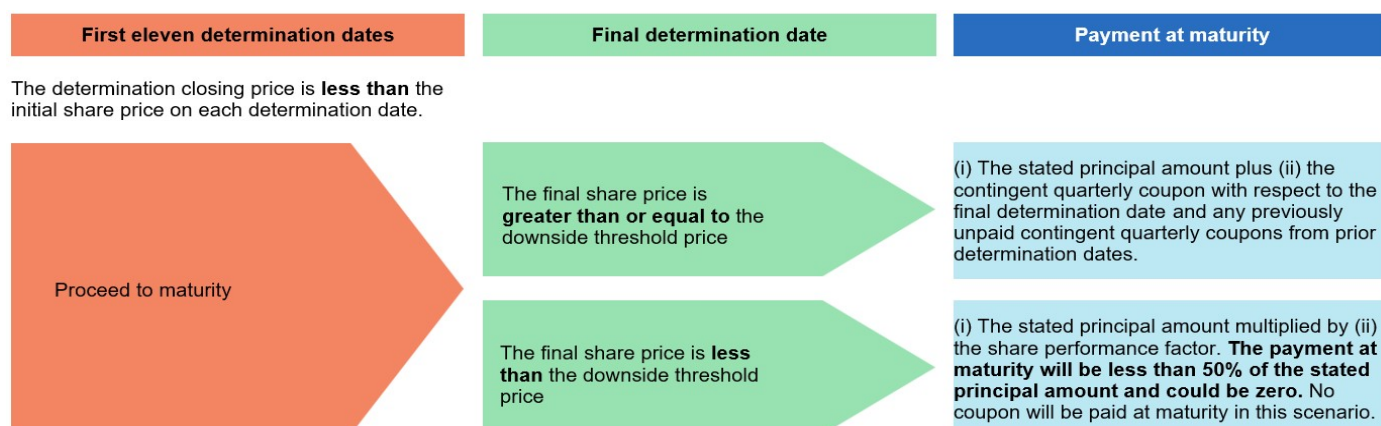 First eleven determination dates
Final determination date
Payment at maturity
The determination closing price is less than the
initial share price on each determination date.
Proceed to maturity
The final share price is
greater than or equal to the
downside threshold price
(i) The stated principal amount plus (ii) the
contingent quarterly coupon with respect to the
final determination date and any previously
unpaid contingent quarterly coupons from prior
determination dates.
The final share price is less
than the downside threshold
price
(i) The stated principal amount multiplied by (ii)
the share performance factor. The payment at
maturity will be less than 50% of the stated
principal amount and could be zero. No
coupon will be paid at maturity in this scenario.